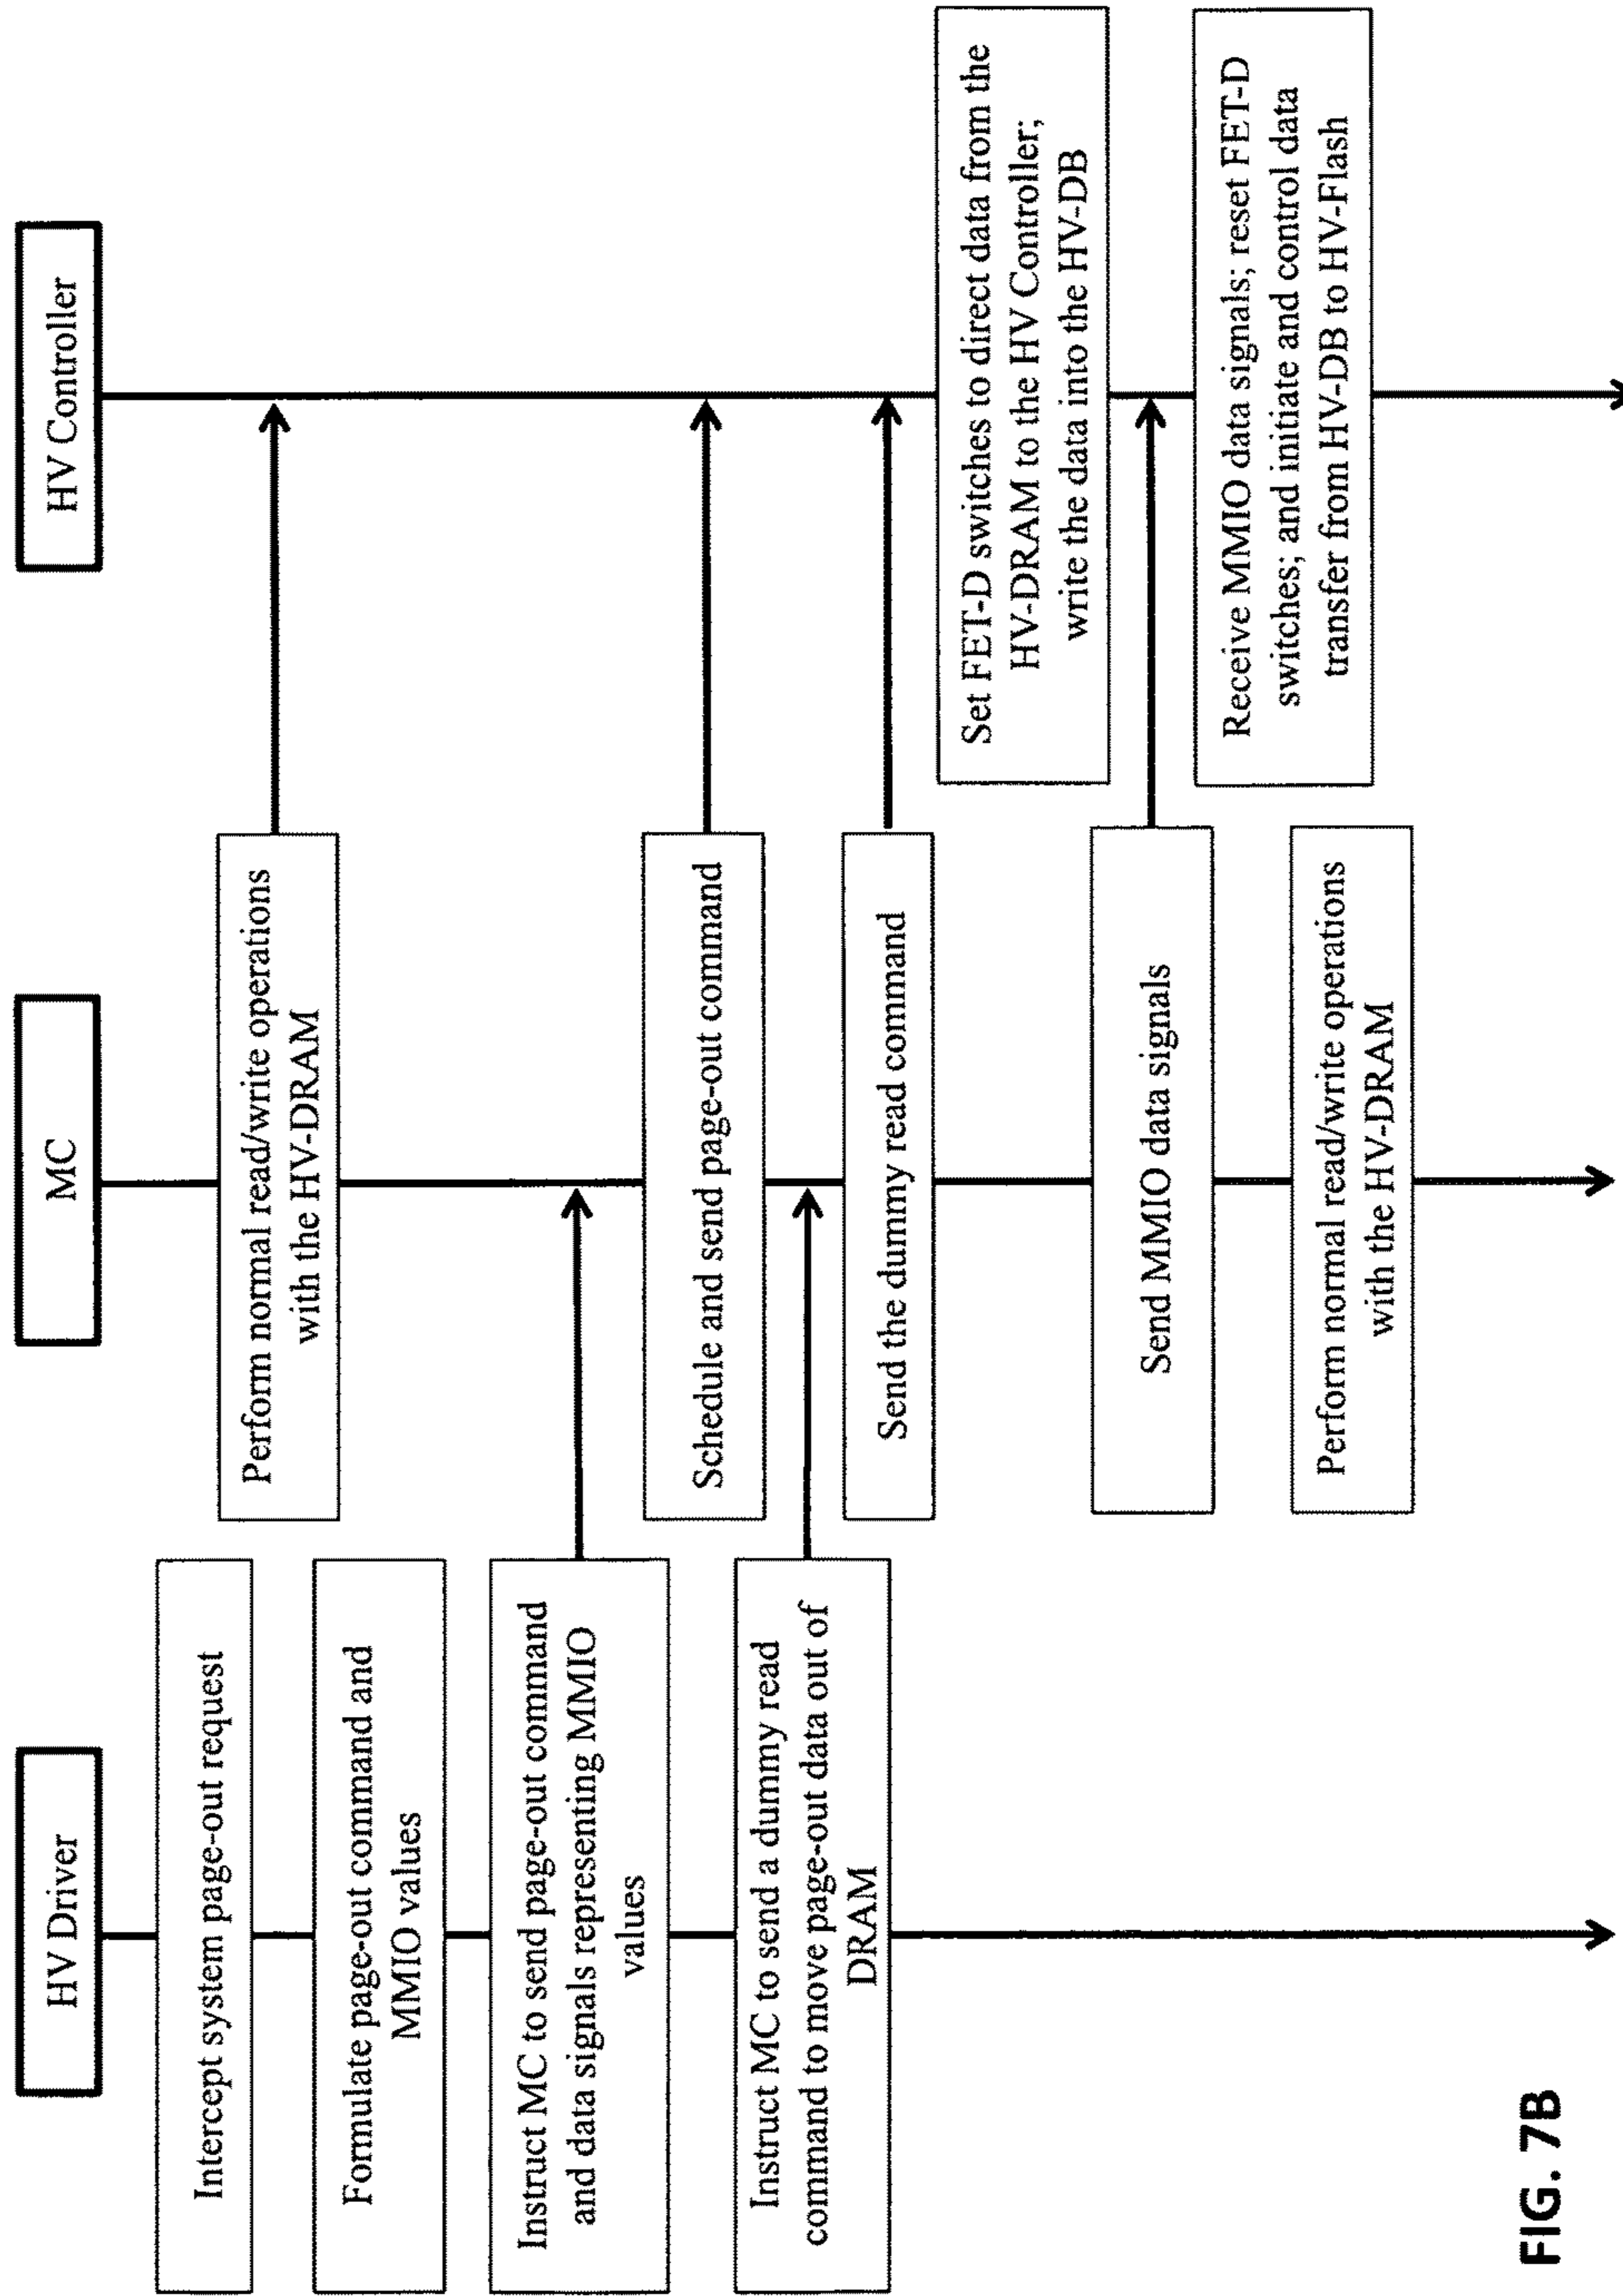 HV Driver
Intercept system page-out request
Formulate page-out command and
MMIO values
Instruct MC to send page-out command
and data signals representing MMIO
values
Instruct MC to send a dummy read
command to move page-out data out of
DRAM
MC
Perform normal read/write operations
with the HV-DRAM
Schedule and send page-out command
Send the dummy read command
Send MMIO data signals
Perform normal read/write operations
with the HV-DRAM
HV Controller
Set FET-D switches to direct data from the
HV-DRAM to the HV Controller;
write the data into the HV-DB
Receive MMIO data signals; reset FET-D
switches; and initiate and control data
transfer from HV-DB to HV-Flash
FIG. 7B